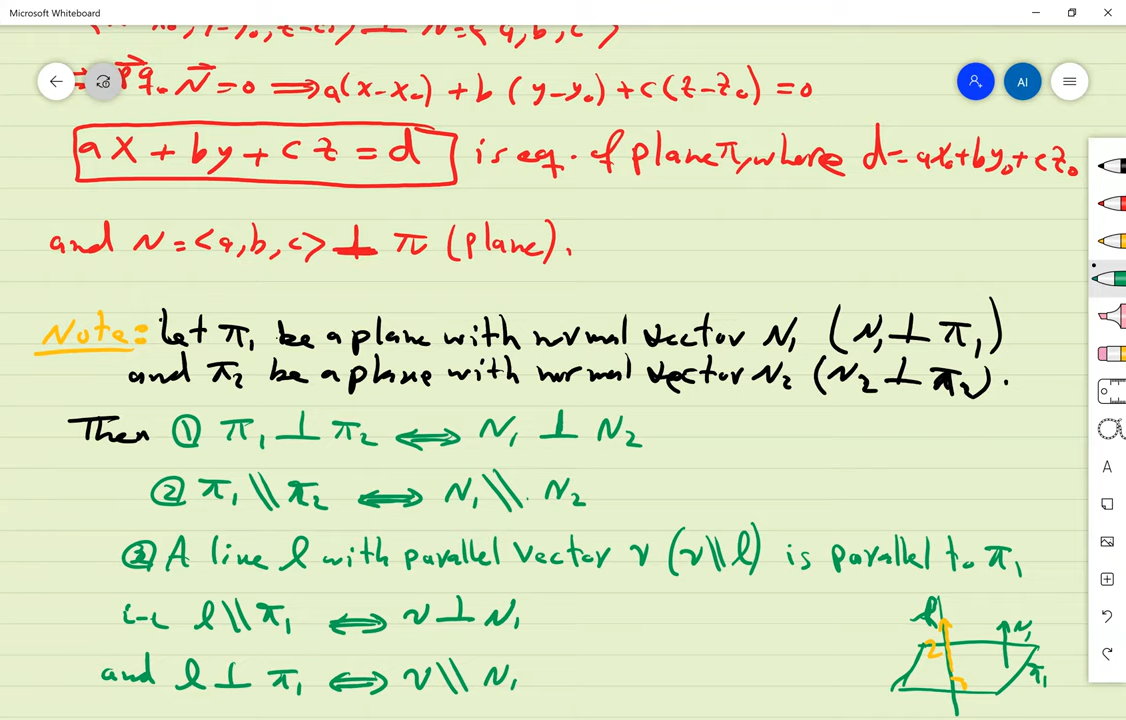 Microsoft Whiteboard
AI
Pq · N = 0 ⟹ a(x-x₀) + b (y-y₀) + c(z-z₀) = 0
ax + by + cz = d is eq. of plane π, where d = ax₀+by₀+cz₀
and N = <a,b,c> ⊥ π (plane).
Note: Let π₁ be a plane with normal vector N₁ (N₁ ⊥ π₁)
and π₂ be a plane with normal vector N₂ (N₂ ⊥ π₂).
Then ① π₁ ⊥ π₂ ⟺ N₁ ⊥ N₂
② π₁ \\ π₂ ⟺ N₁ \\ N₂
③ A line l with parallel vector v (v\\l) is parallel to π₁
i-e l \\ π₁ ⟺ v ⊥ N₁
and l ⊥ π₁ ⟺ v \\ N₁
l
N₁
π₁
A